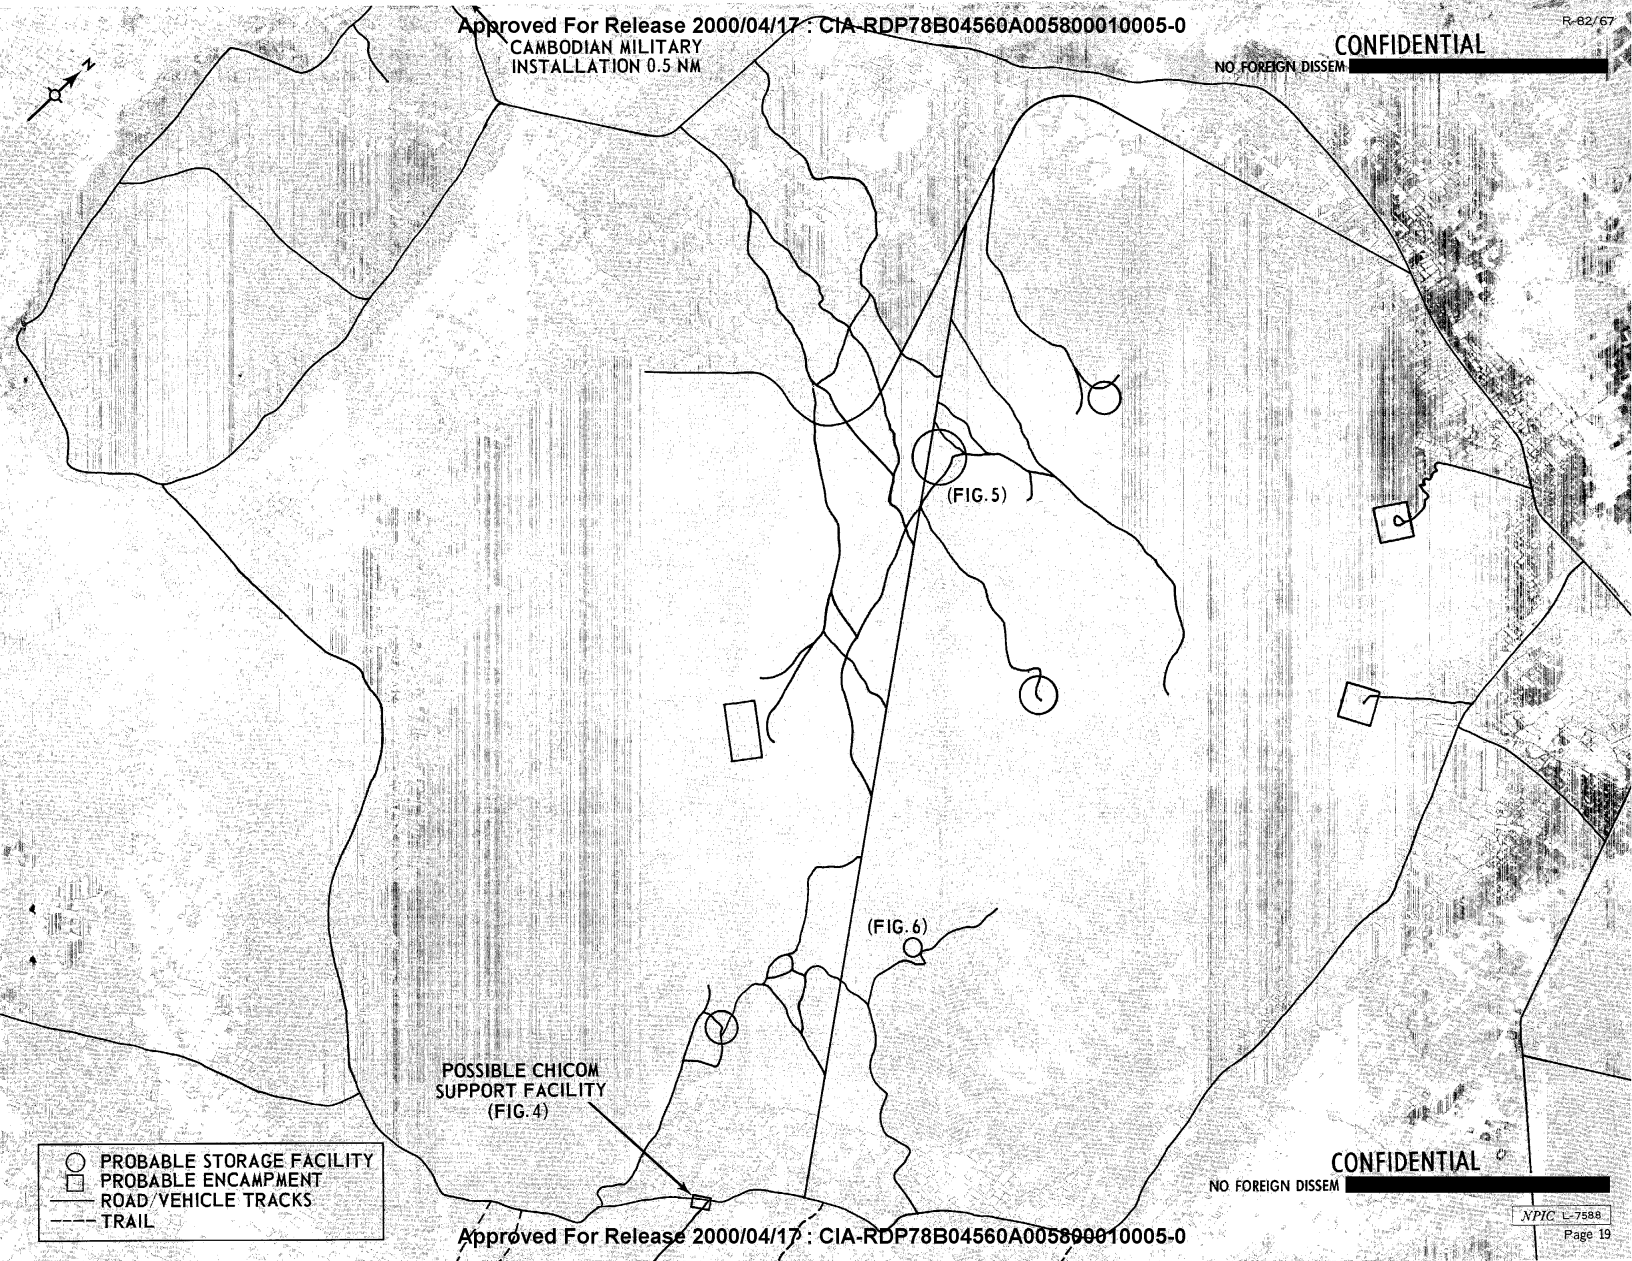 Approved For Release 2000/04/17 : CIA-RDP78B04560A005800010005-0
R-82/67
CAMBODIAN MILITARY
INSTALLATION 0.5 NM
CONFIDENTIAL
NO FOREIGN DISSEM
N
(FIG. 5)
(FIG. 6)
POSSIBLE CHICOM
SUPPORT FACILITY
(FIG. 4)
PROBABLE STORAGE FACILITY
PROBABLE ENCAMPMENT
ROAD/VEHICLE TRACKS
TRAIL
CONFIDENTIAL
NO FOREIGN DISSEM
NPIC L-7588
Page 19
Approved For Release 2000/04/17 : CIA-RDP78B04560A005800010005-0